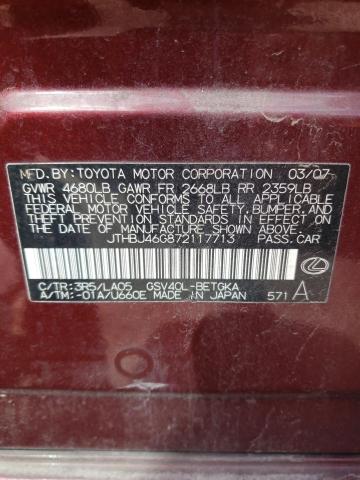 MFD.BY:TOYOTA MOTOR CORPORATION 03/07
GVWR 4680LB GAWR FR 2668LB RR 2359LB
THIS VEHICLE CONFORMS TO ALL APPLICABLE
FEDERAL MOTOR VEHICLE SAFETY, BUMPER, AND
THEFT PREVENTION STANDARDS IN EFFECT ON
THE DATE OF MANUFACTURE SHOWN ABOVE.
JTHBJ46G872117713 PASS.CAR
C/TR:3R5/LA05 GSV40L-BETGKA
A/TM:-01A/U660E MADE IN JAPAN 571 A